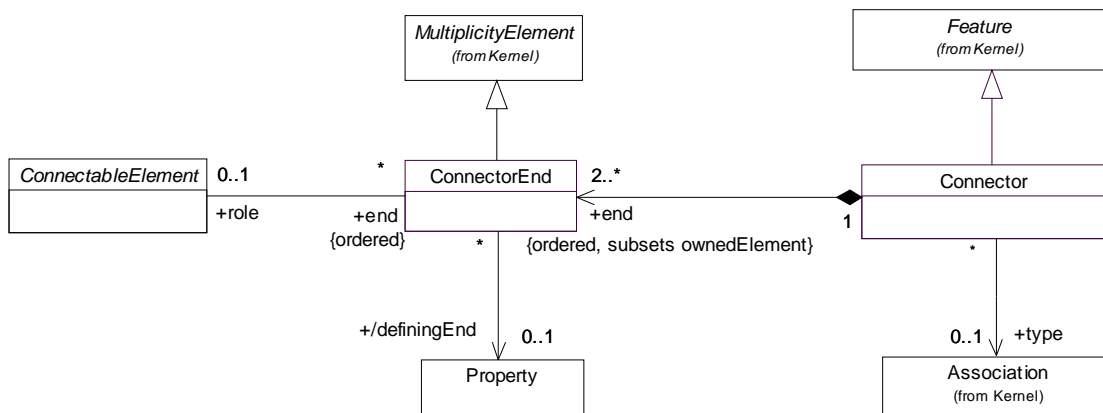 MultiplicityElement
(from Kernel)
Feature
(from Kernel)
ConnectableElement
0..1
+role
*
+end
{ordered}
ConnectorEnd
*
2..*
+end
{ordered, subsets ownedElement}
1
Connector
*
+/definingEnd
0..1
0..1
+type
Property
Association
(from Kernel)